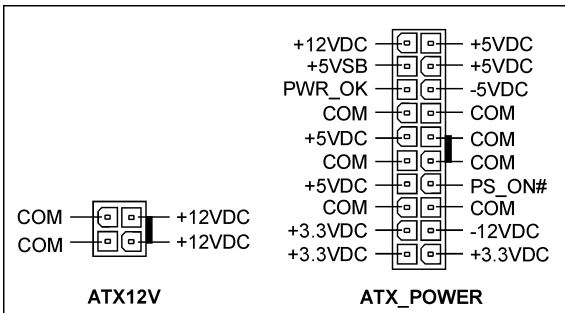 +12VDC +5VDC
+5VSB +5VDC
PWR_OK -5VDC
COM COM
+5VDC COM
COM COM
+5VDC PS_ON#
COM COM
+3.3VDC -12VDC
+3.3VDC +3.3VDC
COM +12VDC
COM +12VDC
ATX12V
ATX_POWER